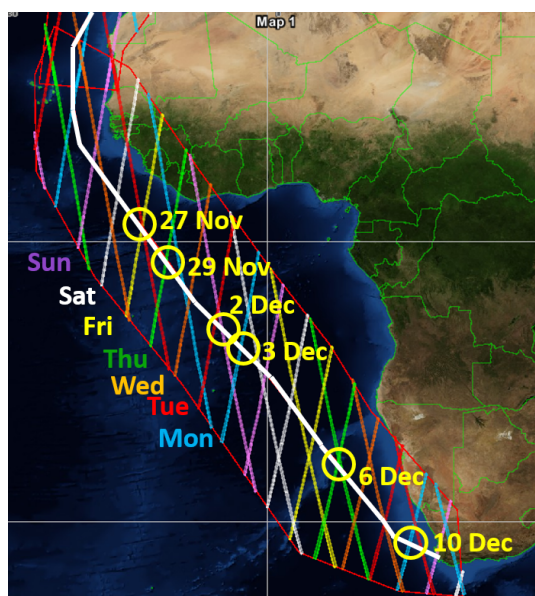 Map 1
27 Nov
29 Nov
Sun
Sat
2 Dec
Fri
3 Dec
Thu
Wed
Tue
Mon
6 Dec
10 Dec